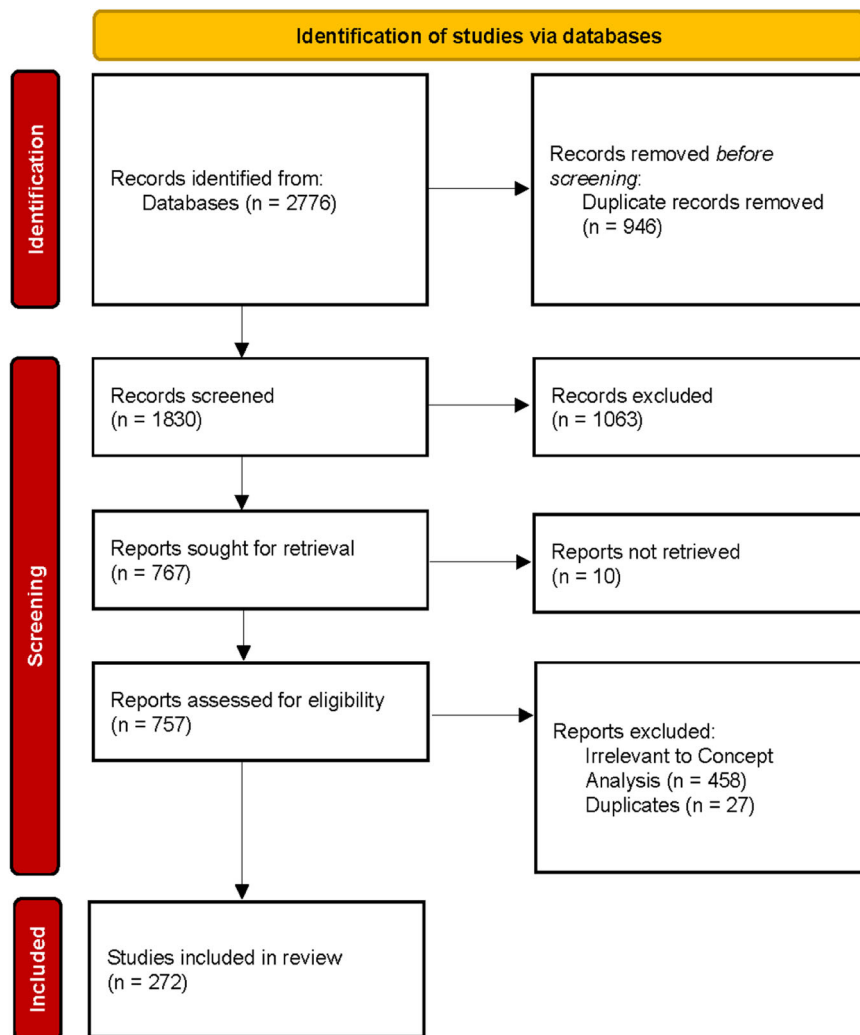 Identification of studies via databases
Identification
Records identified from:
Databases (n = 2776)
Records removed before
screening:
Duplicate records removed
(n = 946)
Screening
Records screened
(n = 1830)
Records excluded
(n = 1063)
Reports sought for retrieval
(n = 767)
Reports not retrieved
(n = 10)
Reports assessed for eligibility
(n = 757)
Reports excluded:
Irrelevant to Concept
Analysis (n = 458)
Duplicates (n = 27)
Included
Studies included in review
(n = 272)